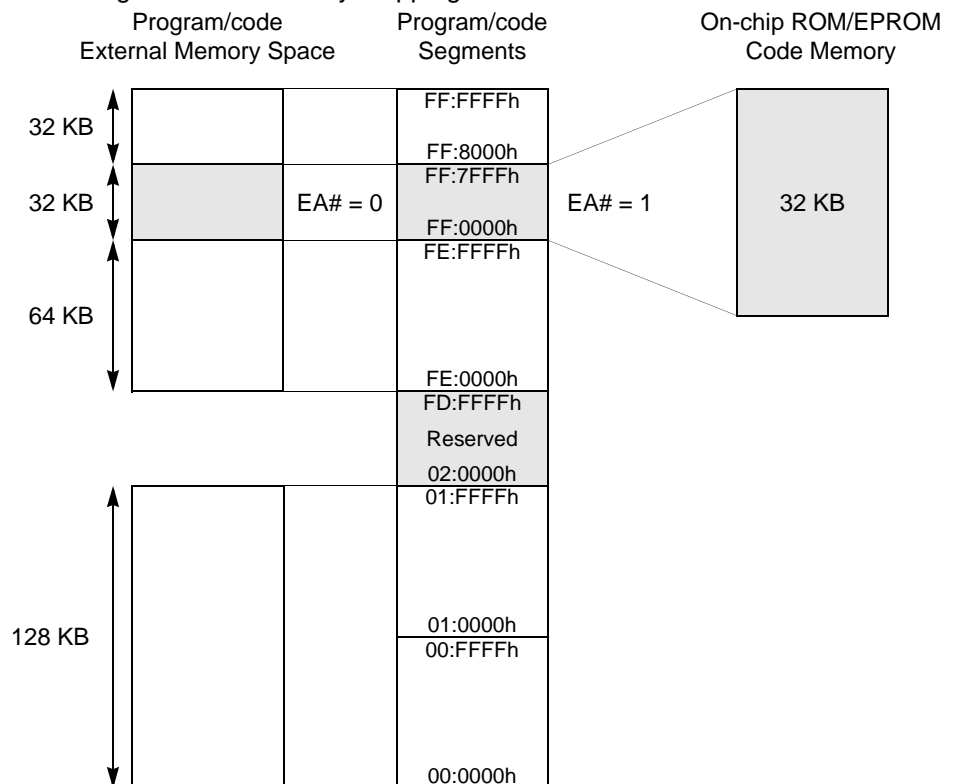 Program/code
External Memory Space
Program/code
Segments
On-chip ROM/EPROM
Code Memory
32 KB
FF:FFFFh
FF:8000h
32 KB
EA# = 0
FF:7FFFh
FF:0000h
EA# = 1
32 KB
64 KB
FE:FFFFh
FE:0000h
FD:FFFFh
Reserved
02:0000h
128 KB
01:FFFFh
01:0000h
00:FFFFh
00:0000h